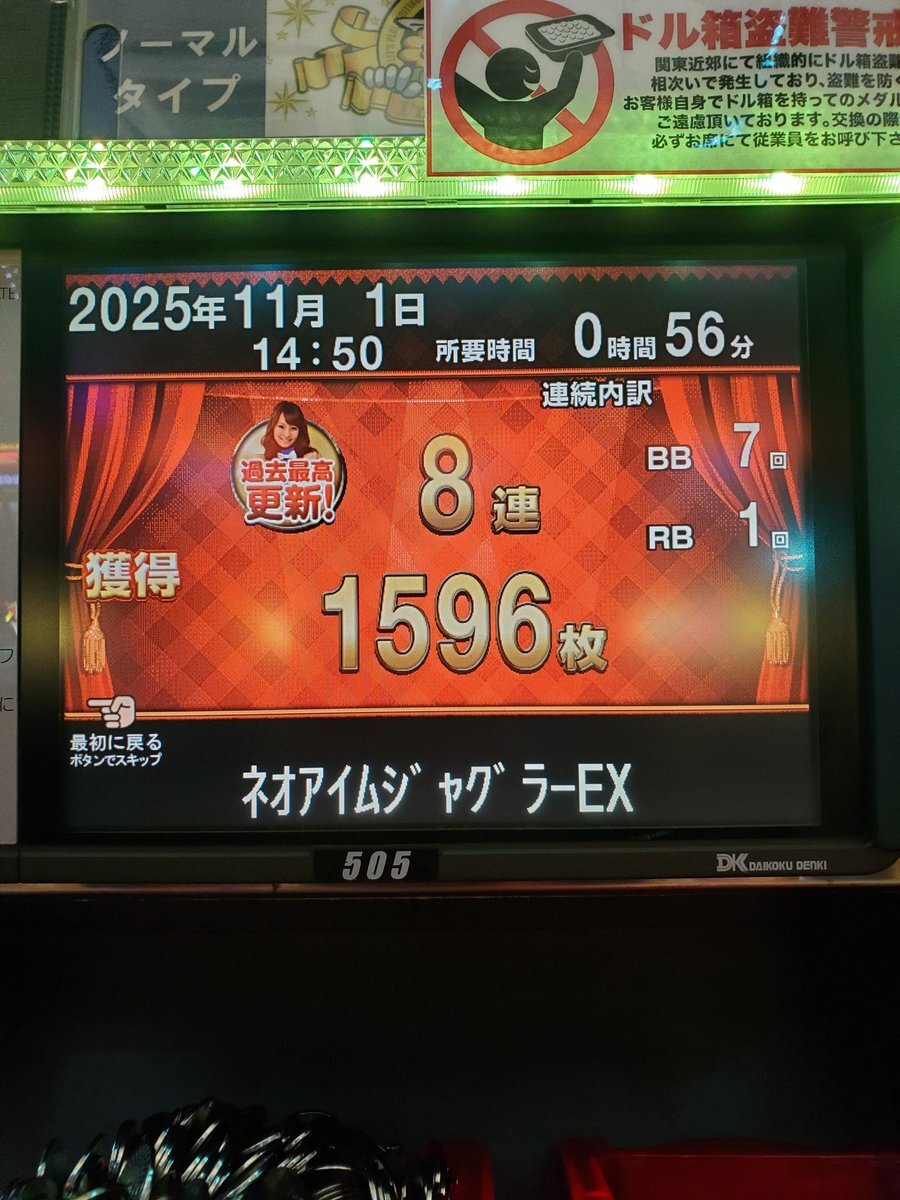 ノーマル
タイプ
ドル箱盗難警戒
関東近郊にて組織的にドル箱盗難
相次いで発生しており、盗難を防ぐ
お客様自身でドル箱を持ってのメダル
ご遠慮頂いております。交換の際
必ずお席にて従業員をお呼び下さ
2025年11月 1日
14:50 所要時間 0時間56分
連続内訳
過去最高
更新!
8連
BB 7回
RB 1回
獲得
1596枚
最初に戻る
ボタンでスキップ
ネオアイムジャグラーEX
505
DK DAIKOKU DENKI